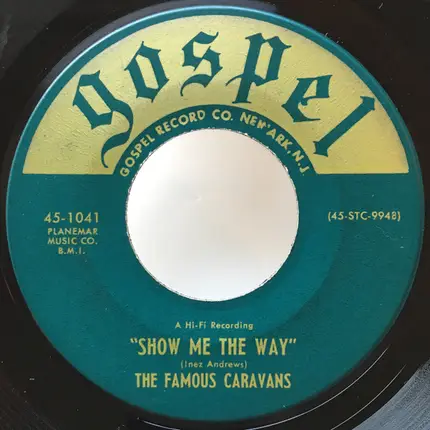 gospel
GOSPEL RECORD CO. NEWARK, N.J.
45-1041
PLANEMAR
MUSIC CO.
B.M.I.
(45-STC-9948)
A Hi-Fi Recording
"SHOW ME THE WAY"
(Inez Andrews)
THE FAMOUS CARAVANS